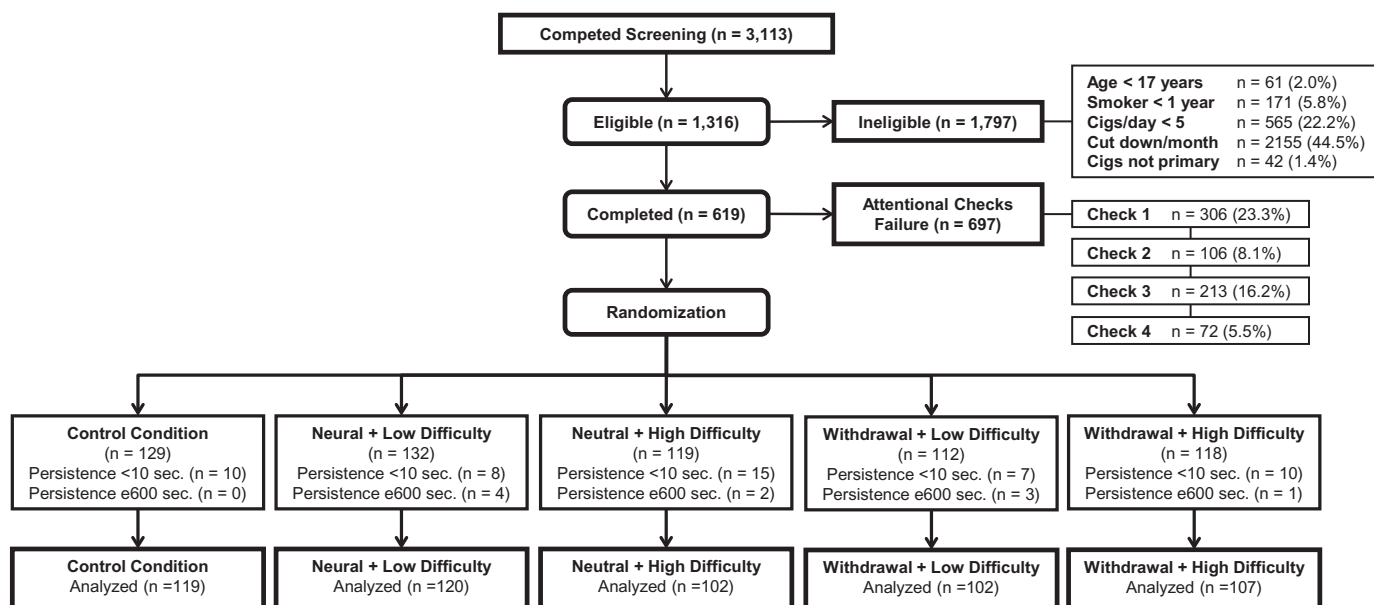 Competed Screening (n = 3,113)
Eligible (n = 1,316)
Ineligible (n = 1,797)
Age < 17 years n = 61 (2.0%)
Smoker < 1 year n = 171 (5.8%)
Cigs/day < 5 n = 565 (22.2%)
Cut down/month n = 2155 (44.5%)
Cigs not primary n = 42 (1.4%)
Completed (n = 619)
Attentional Checks
Failure (n = 697)
Check 1 n = 306 (23.3%)
Check 2 n = 106 (8.1%)
Check 3 n = 213 (16.2%)
Check 4 n = 72 (5.5%)
Randomization
Control Condition
(n = 129)
Persistence <10 sec. (n = 10)
Persistence e600 sec. (n = 0)
Neural + Low Difficulty
(n = 132)
Persistence <10 sec. (n = 8)
Persistence e600 sec. (n = 4)
Neutral + High Difficulty
(n = 119)
Persistence <10 sec. (n = 15)
Persistence e600 sec. (n = 2)
Withdrawal + Low Difficulty
(n = 112)
Persistence <10 sec. (n = 7)
Persistence e600 sec. (n = 3)
Withdrawal + High Difficulty
(n = 118)
Persistence <10 sec. (n = 10)
Persistence e600 sec. (n = 1)
Control Condition
Analyzed (n =119)
Neural + Low Difficulty
Analyzed (n =120)
Neutral + High Difficulty
Analyzed (n =102)
Withdrawal + Low Difficulty
Analyzed (n =102)
Withdrawal + High Difficulty
Analyzed (n =107)